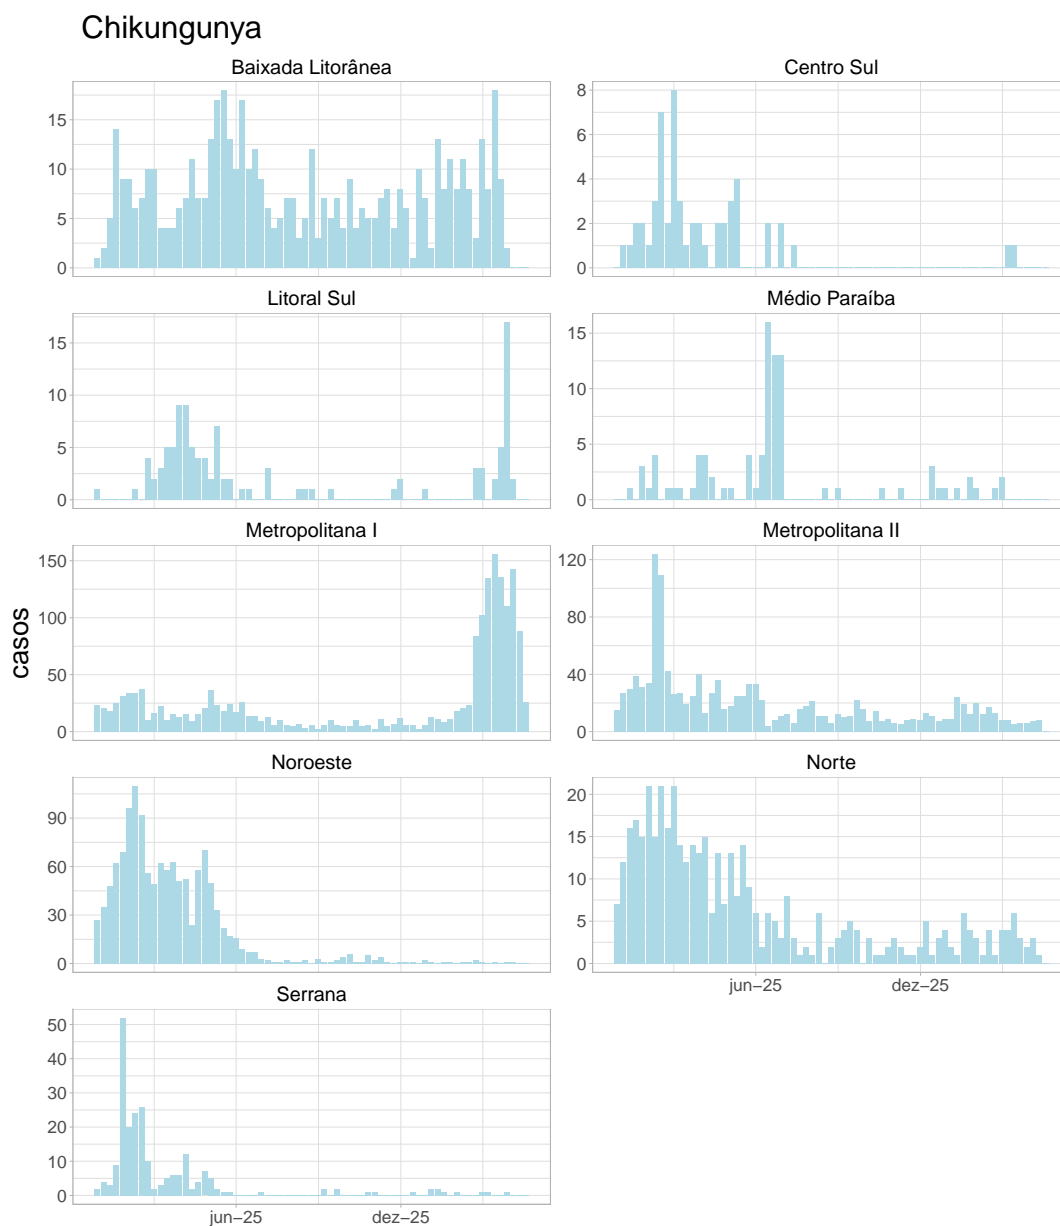 Chikungunya
Baixada Litorânea
Centro Sul
15
10
5
0
8
6
4
2
0
Litoral Sul
Médio Paraíba
15
10
5
0
15
10
5
0
Metropolitana I
Metropolitana II
casos
150
100
50
0
120
80
40
0
Noroeste
Norte
90
60
30
0
20
15
10
5
0
jun−25
dez−25
Serrana
50
40
30
20
10
0
jun−25
dez−25